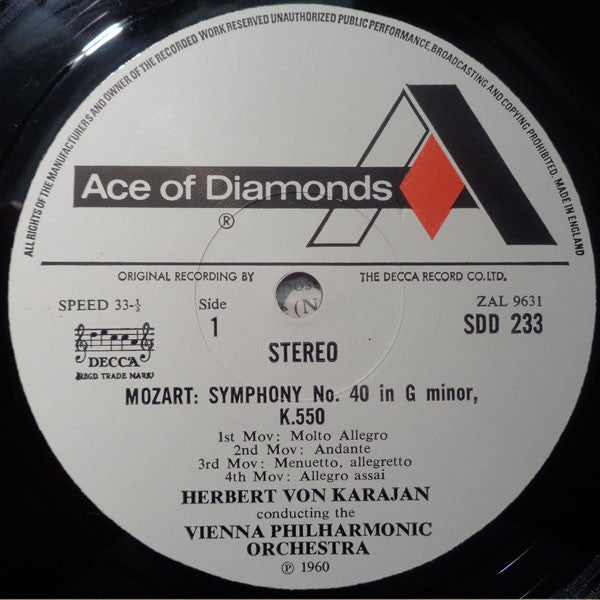 ALL RIGHTS OF THE MANUFACTURERS AND OWNER OF THE RECORDED WORK RESERVED UNAUTHORIZED PUBLIC PERFORMANCE, BROADCASTING AND COPYING PROHIBITED. MADE IN ENGLAND
Ace of Diamonds
®
ORIGINAL RECORDING BY THE DECCA RECORD CO. LTD.
SPEED 33-⅓ Side ZAL 9631
1 SDD 233
STEREO
DECCA
REGD TRADE MARK
MOZART: SYMPHONY No. 40 in G minor,
K.550
1st Mov: Molto Allegro
2nd Mov: Andante
3rd Mov: Menuetto, allegretto
4th Mov: Allegro assai
HERBERT VON KARAJAN
conducting the
VIENNA PHILHARMONIC
ORCHESTRA
℗ 1960